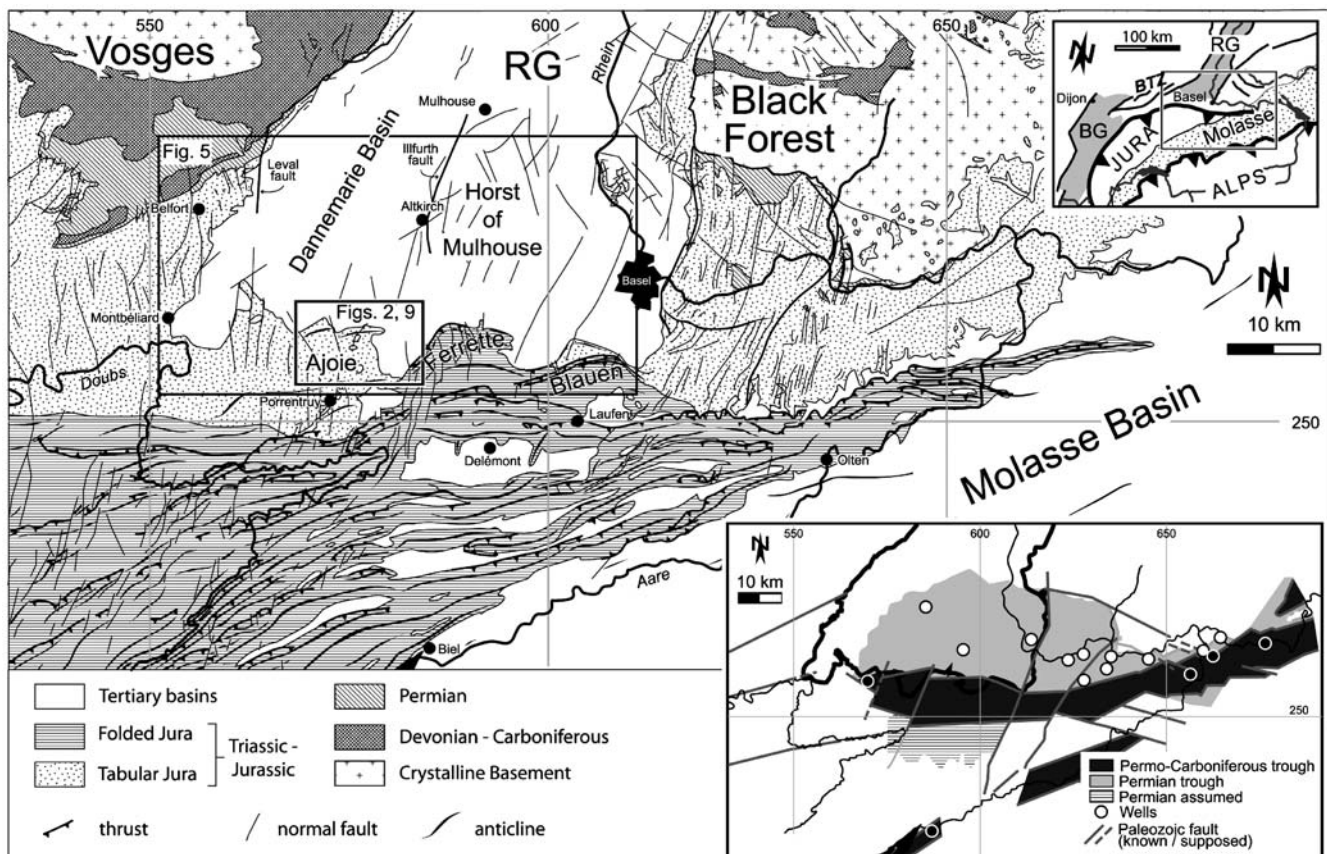 550
600
650
Vosges
RG
Rhein
Black
Forest
Mulhouse
Dannemarie Basin
Illfurth
fault
Fig. 5
Leval
fault
Belfort
Altkirch
Horst
of
Mulhouse
Basel
Montbéliard
Figs. 2, 9
Ajoie
Ferrette
Blauen
Doubs
Porrentruy
Laufen
Delémont
250
Olten
Molasse Basin
Aare
Biel
N
10 km
100 km
N
RG
BTZ
Dijon
Basel
BG
JURA
Molasse
ALPS
Tertiary basins
Folded Jura
Tabular Jura
Triassic -
Jurassic
Permian
Devonian - Carboniferous
Crystalline Basement
thrust
normal fault
anticline
550
600
650
N
10 km
250
Permo-Carboniferous trough
Permian trough
Permian assumed
Wells
Paleozoic fault
(known / supposed)